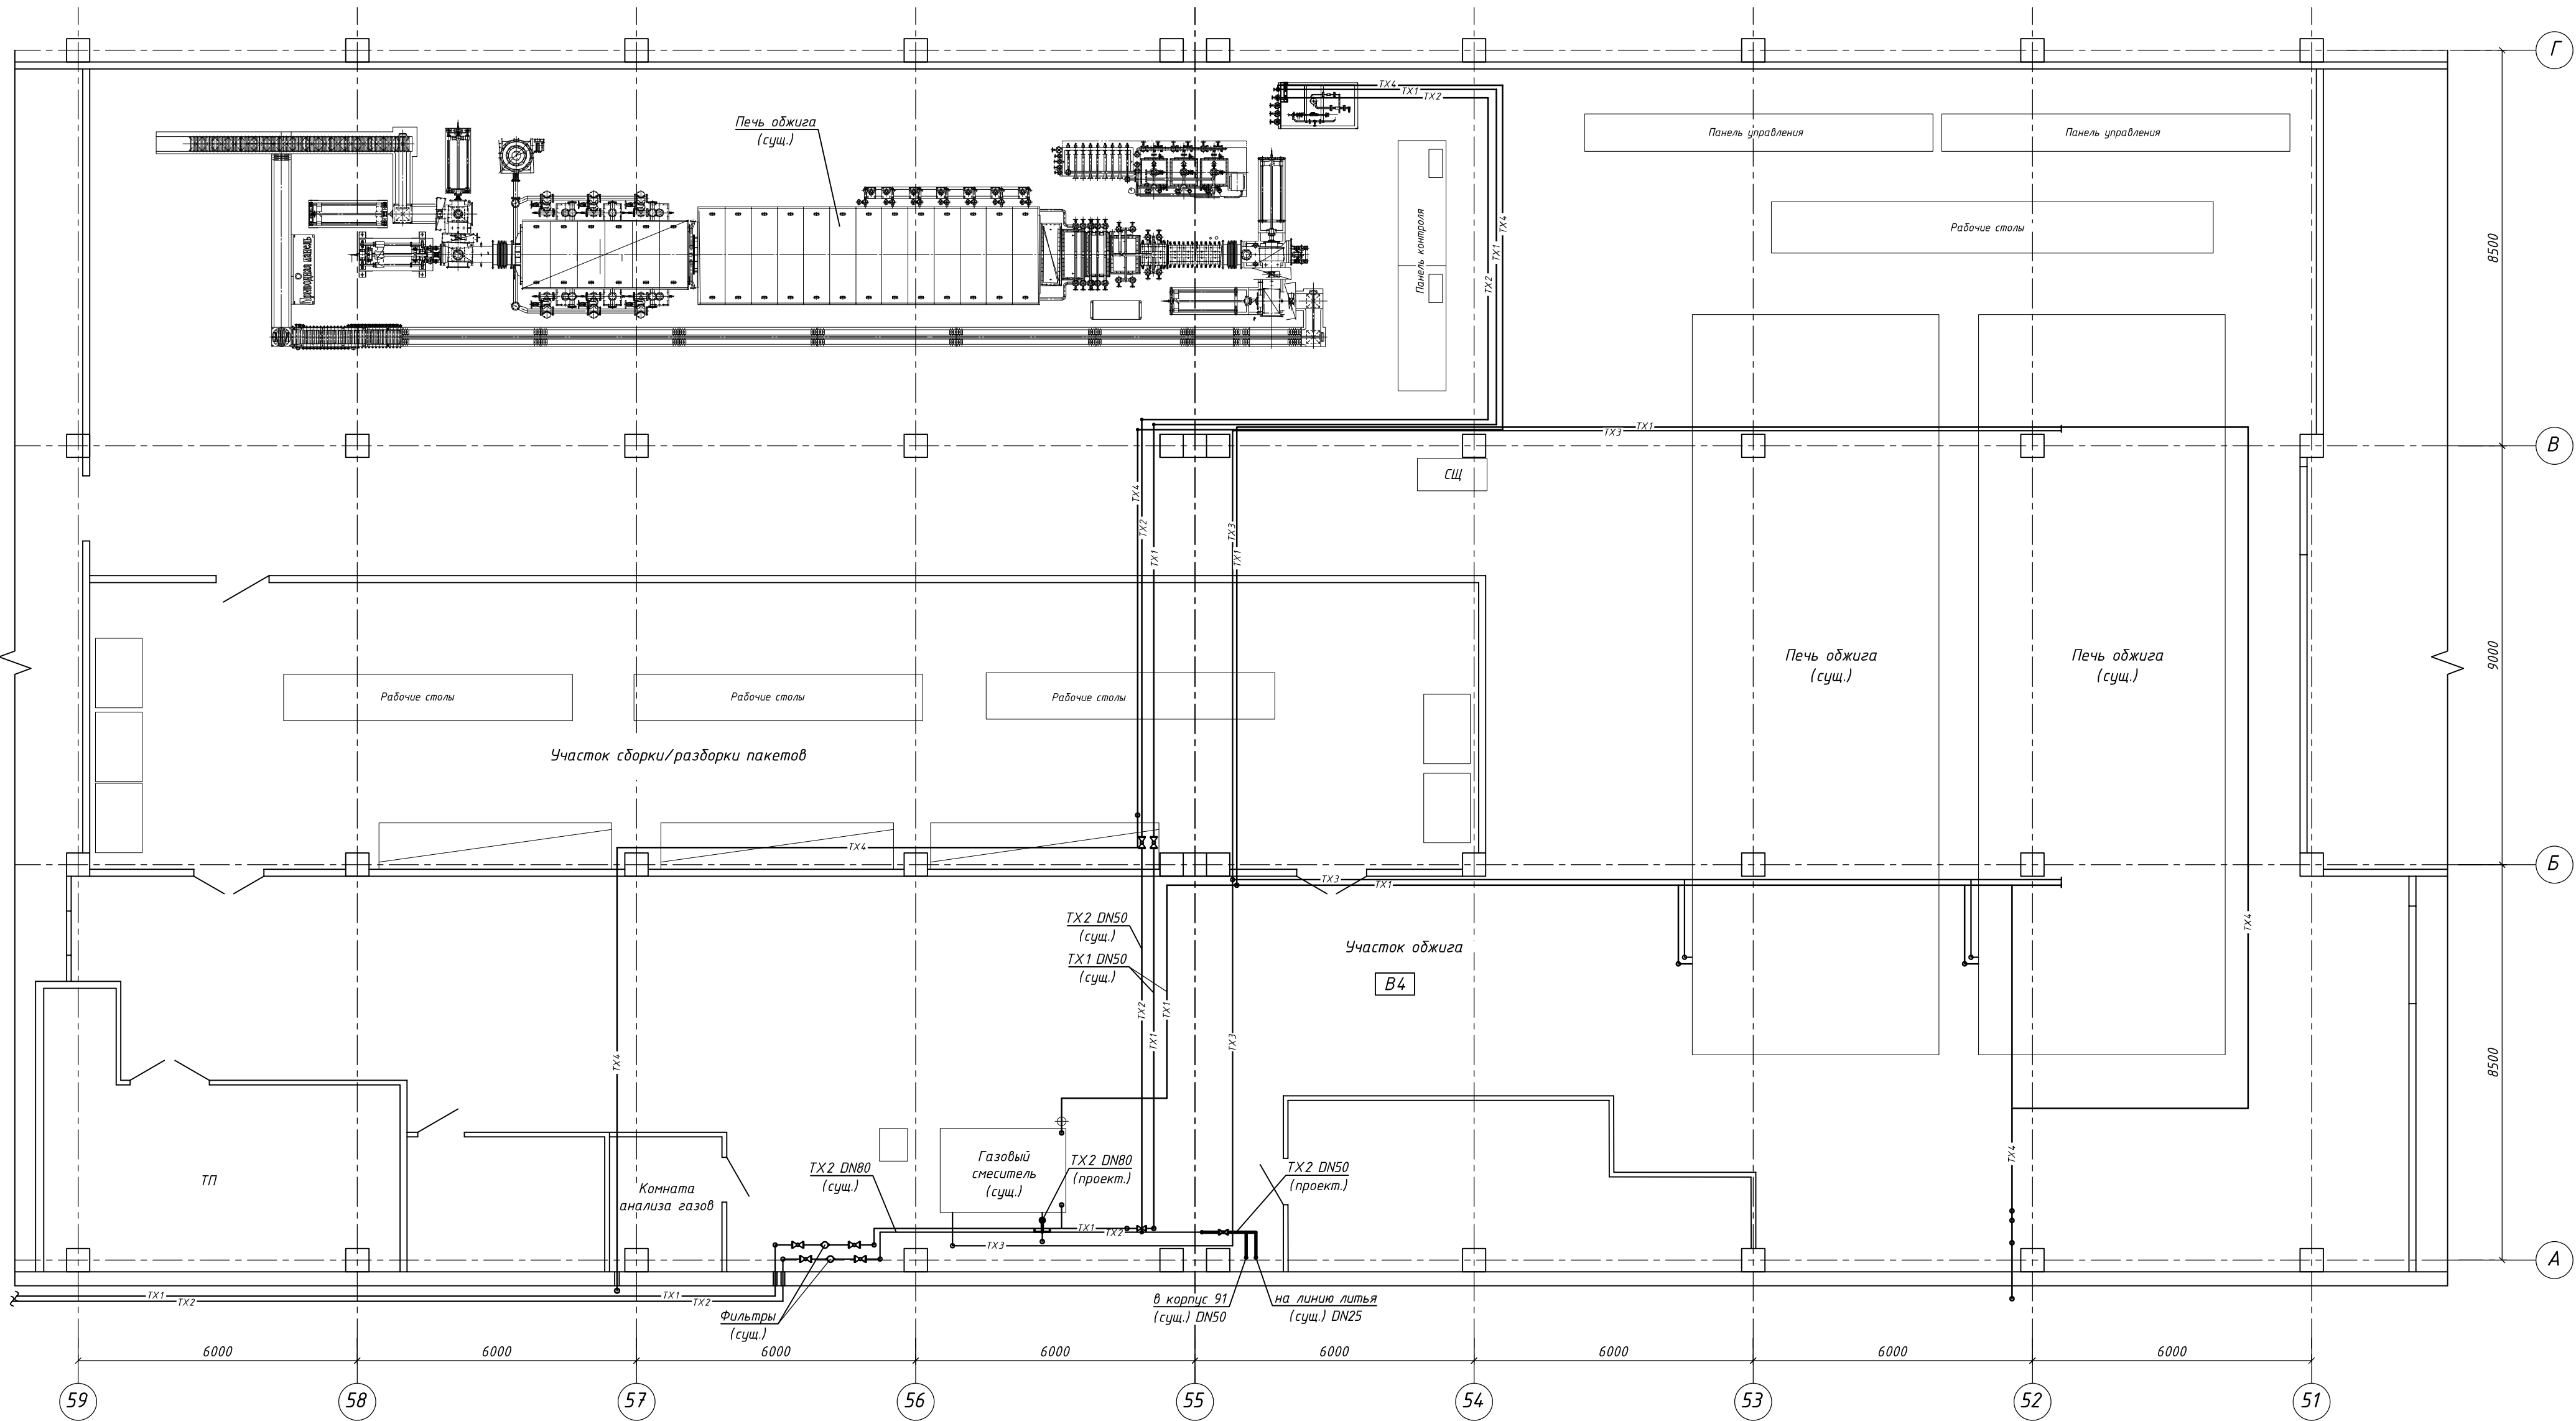 Г
ТХ4
ТХ1
ТХ2
Печь обжига
(сущ.)
Панель управления
Панель управления
Рабочие столы
Панель контроля
Приводная панель
ТХ4
ТХ1
ТХ2
8500
ТХ1
ТХ3
В
СЩ
ТХ4
ТХ2
ТХ1
ТХ3
ТХ1
Печь обжига
(сущ.)
Печь обжига
(сущ.)
9000
Рабочие столы
Рабочие столы
Рабочие столы
Участок сборки/разборки пакетов
ТХ4
Б
ТХ3
ТХ1
ТХ2 DN50
(сущ.)
ТХ1 DN50
(сущ.)
Участок обжига
В4
ТХ4
ТХ2
ТХ1
ТХ1
ТХ3
ТХ4
8500
ТХ4
ТП
Комната
анализа газов
ТХ2 DN80
(сущ.)
Газовый
смеситель
(сущ.)
ТХ2 DN80
(проект.)
ТХ2 DN50
(проект.)
ТХ1
ТХ2
ТХ3
А
ТХ1
ТХ2
ТХ1
ТХ2
Фильтры
(сущ.)
в корпус 91
(сущ.) DN50
на линию литья
(сущ.) DN25
6000
6000
6000
6000
6000
6000
6000
6000
59
58
57
56
55
54
53
52
51